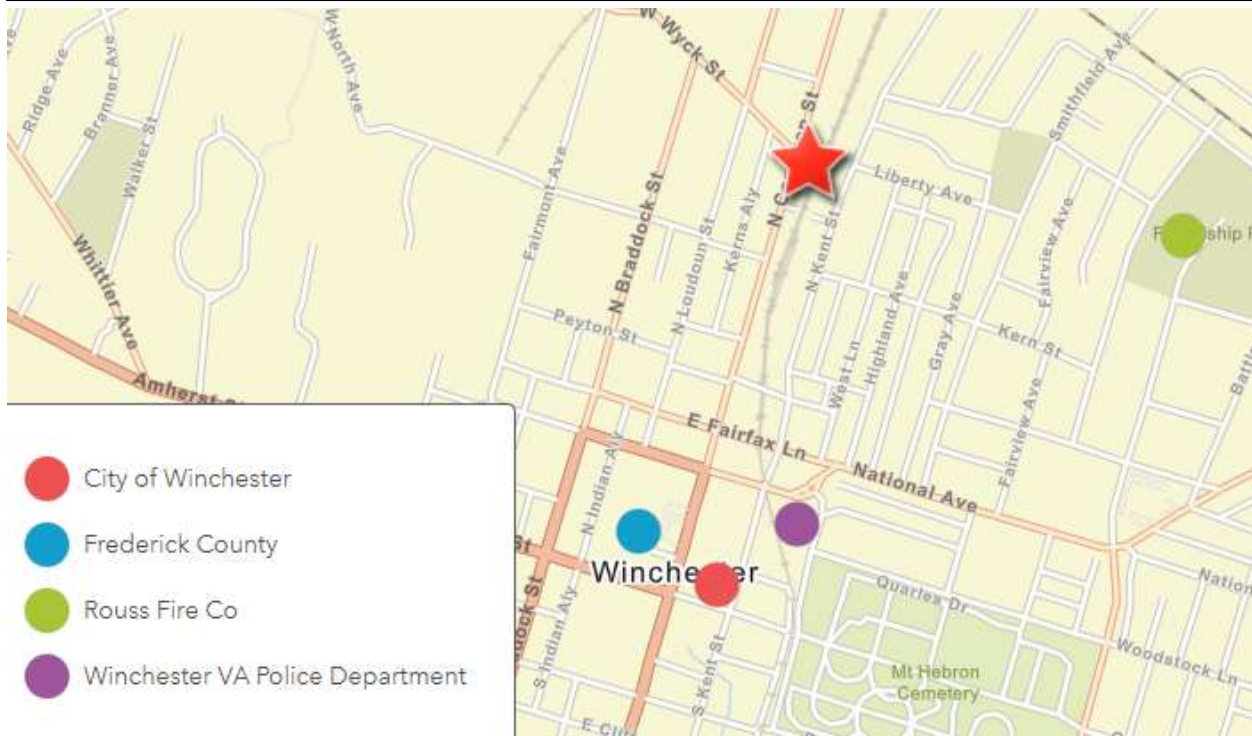 W Wyck St
W North Ave
Ridge Ave
Branner Ave
Walker St
Smithfield Ave
Fairmont Ave
N Braddock St
Liberty Ave
Kerna Aly
N Loudoun St
N Kent St
Fairview Ave
Whittier Ave
Highland Ave
Gray Ave
Peyton St
Kern St
West Ln
Amherst
E Fairfax Ln
National Ave
Fairview Ave
N Indian Aly
City of Winchester
Frederick County
Rouss Fire Co
Winchester VA Police Department
St
S Indian Aly
S Kent St
Quarles Dr
Woodstock Ln
Mt Hebron
Cemetery